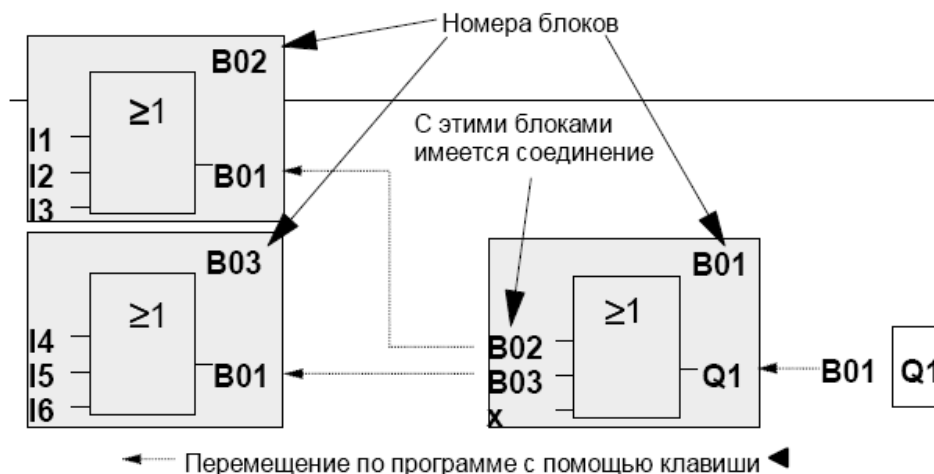 Номера блоков
B02
≥1
I1
I2
I3
B01
С этими блоками
имеется соединение
B03
≥1
I4
I5
I6
B01
B01
≥1
B02
B03
x
Q1
B01
Q1
Перемещение по программе с помощью клавиши ◄